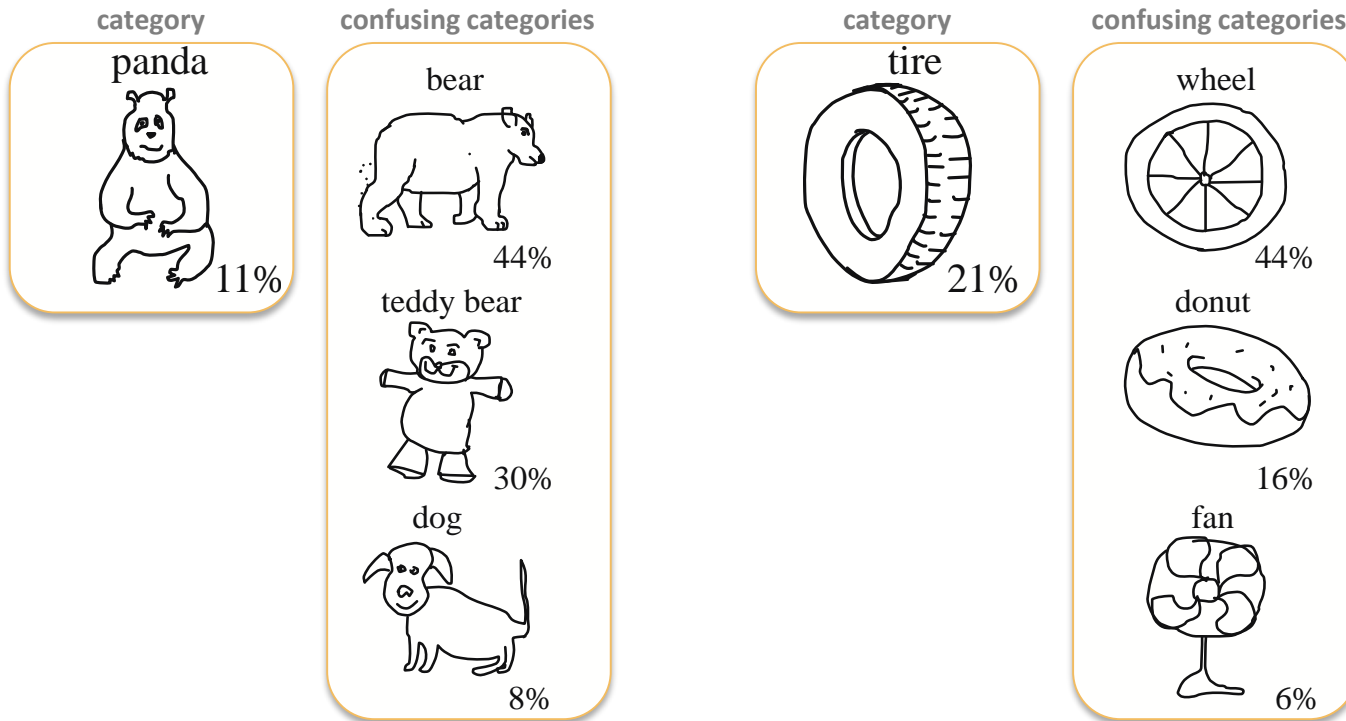 category
confusing categories
panda
11%
bear
44%
teddy bear
30%
dog
8%
category
confusing categories
tire
21%
wheel
44%
donut
16%
fan
6%